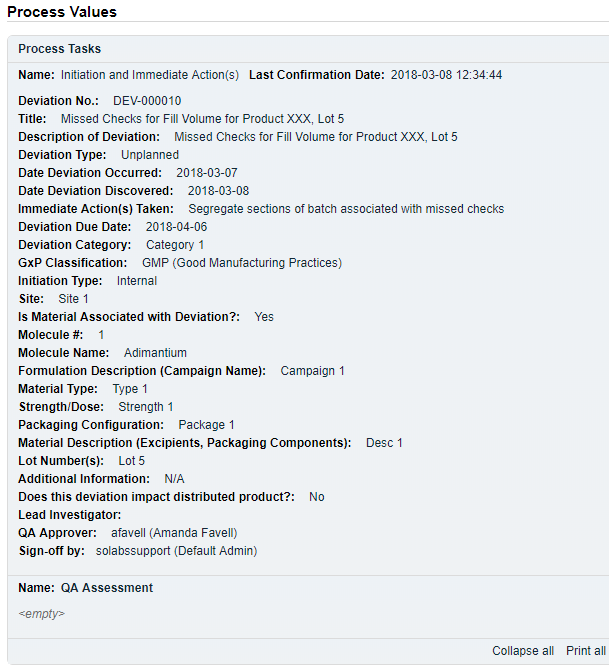 Process Values
Process Tasks
Name: Initiation and Immediate Action(s) Last Confirmation Date: 2018-03-08 12:34:44
Deviation No.: DEV-000010
Title: Missed Checks for Fill Volume for Product XXX, Lot 5
Description of Deviation: Missed Checks for Fill Volume for Product XXX, Lot 5
Deviation Type: Unplanned
Date Deviation Occurred: 2018-03-07
Date Deviation Discovered: 2018-03-08
Immediate Action(s) Taken: Segregate sections of batch associated with missed checks
Deviation Due Date: 2018-04-06
Deviation Category: Category 1
GxP Classification: GMP (Good Manufacturing Practices)
Initiation Type: Internal
Site: Site 1
Is Material Associated with Deviation?: Yes
Molecule #: 1
Molecule Name: Adimantium
Formulation Description (Campaign Name): Campaign 1
Material Type: Type 1
Strength/Dose: Strength 1
Packaging Configuration: Package 1
Material Description (Excipients, Packaging Components): Desc 1
Lot Number(s): Lot 5
Additional Information: N/A
Does this deviation impact distributed product?: No
Lead Investigator:
QA Approver: afavell (Amanda Favell)
Sign-off by: solabssupport (Default Admin)
Name: QA Assessment
<empty>
Collapse all Print all